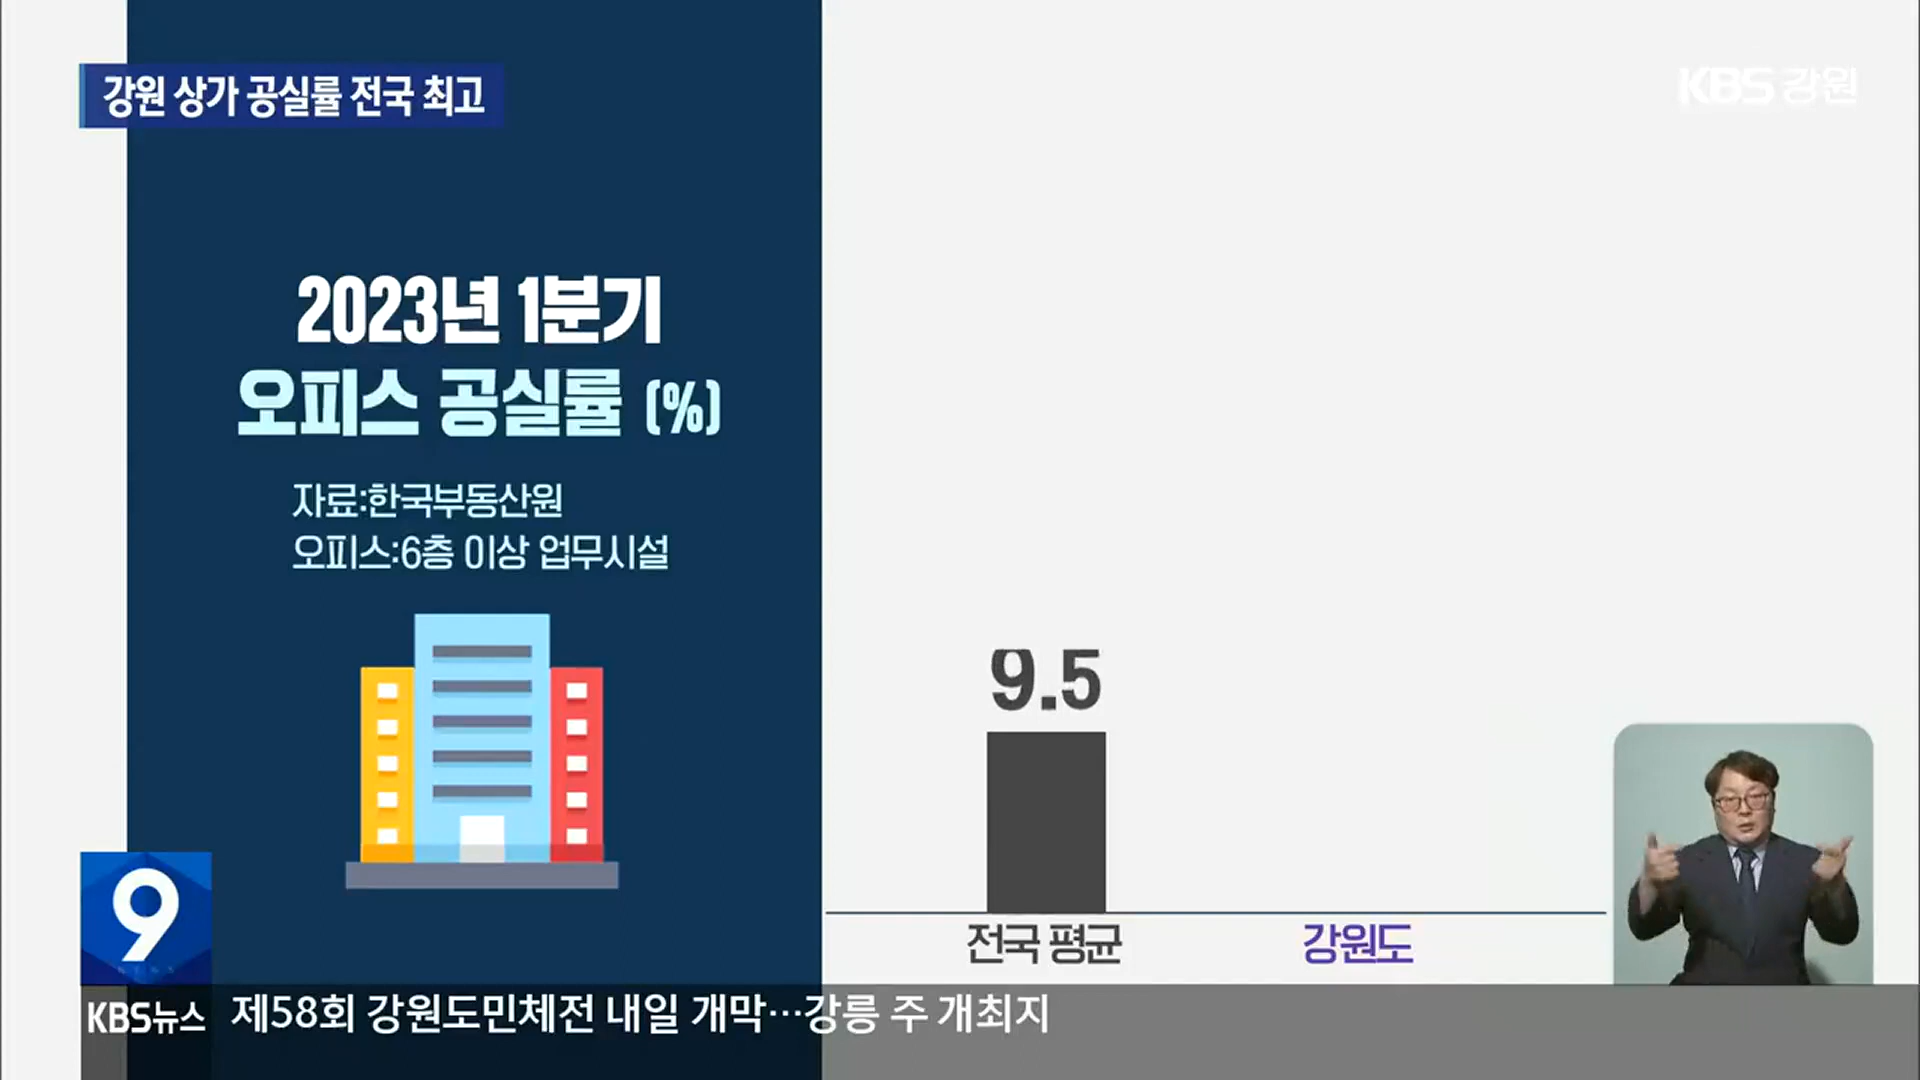 강원 상가 공실률 전국 최고
KBS 강원
2023년 1분기
오피스 공실률 (%)
자료:한국부동산원
오피스:6층 이상 업무시설
9.5
전국 평균
강원도
9
NEWS
KBS뉴스
제58회 강원도민체전 내일 개막…강릉 주 개최지